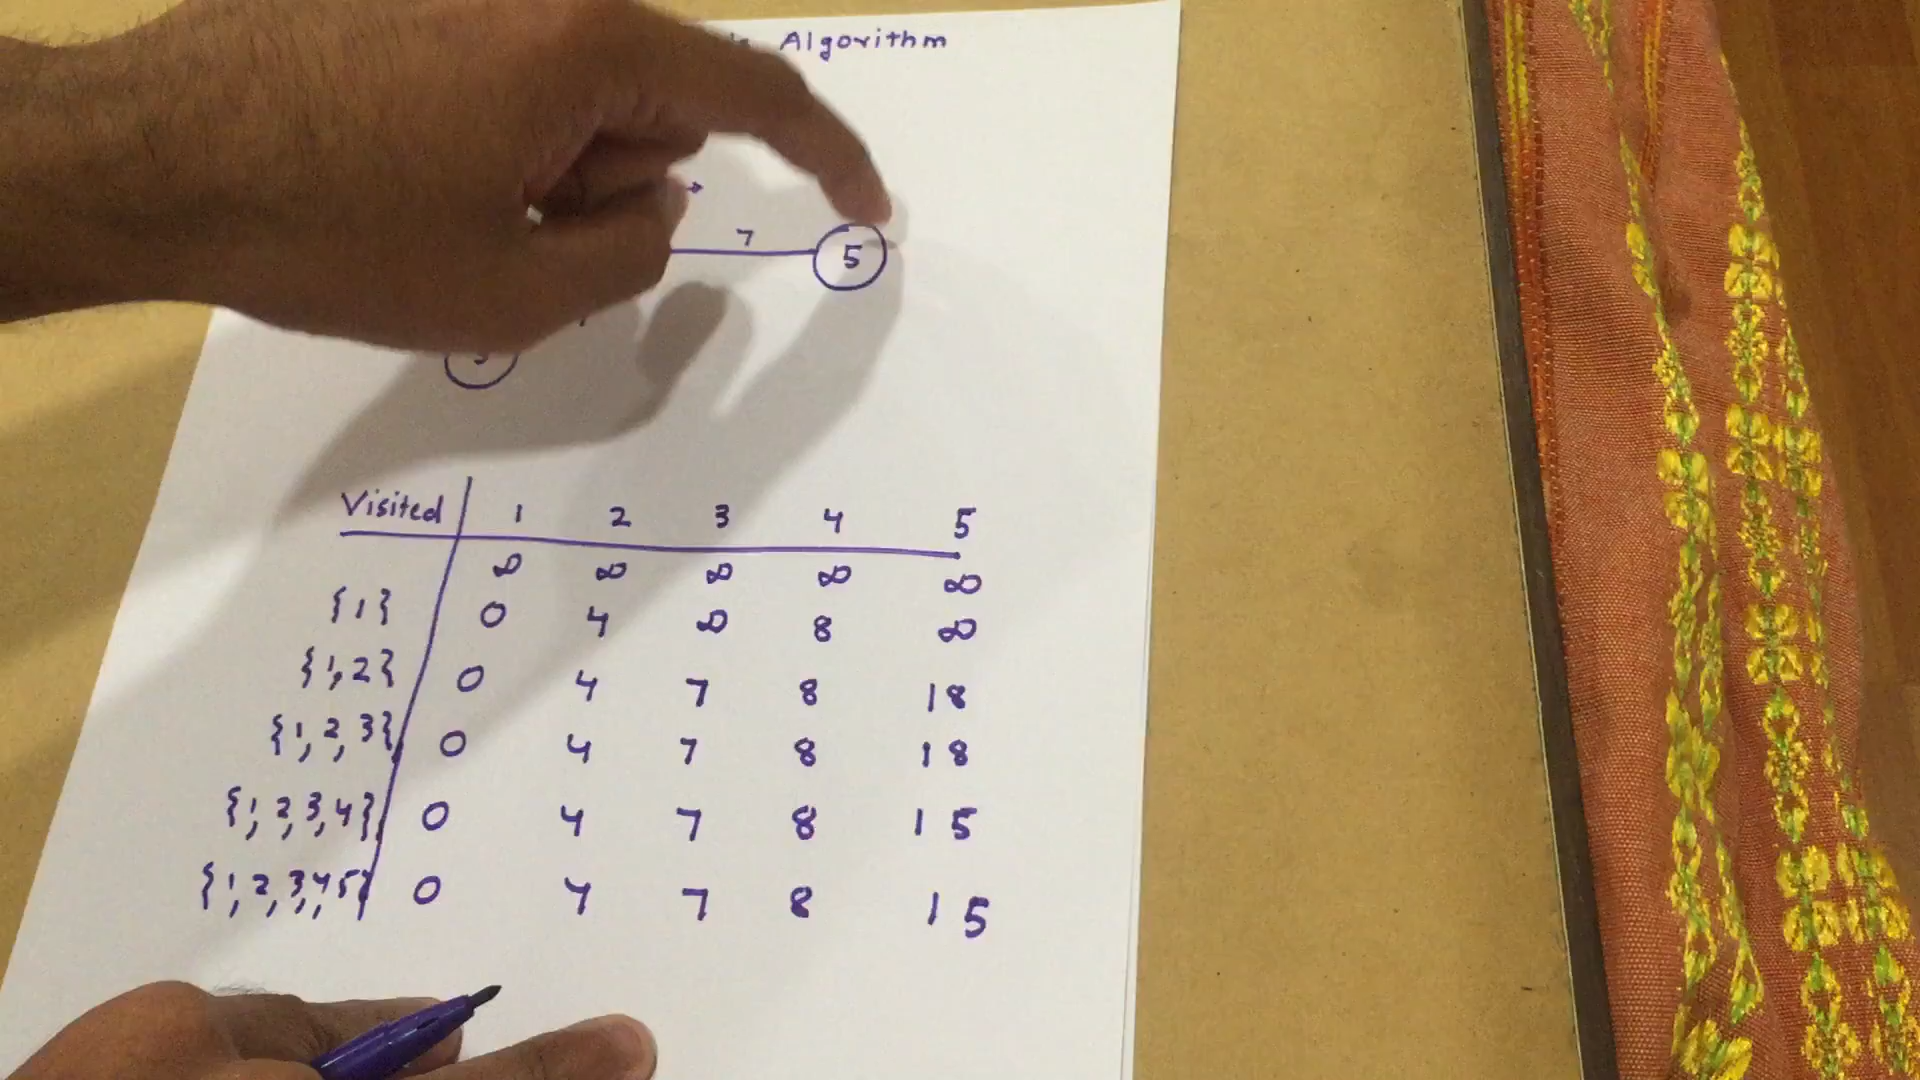 Algorithm
7
5
Visited 1 2 3 4 5
∞ ∞ ∞ ∞ ∞
{1} 0 4 ∞ 8 ∞
{1,2} 0 4 7 8 18
{1,2,3} 0 4 7 8 18
{1,2,3,4} 0 4 7 8 15
{1,2,3,4,5} 0 4 7 8 15